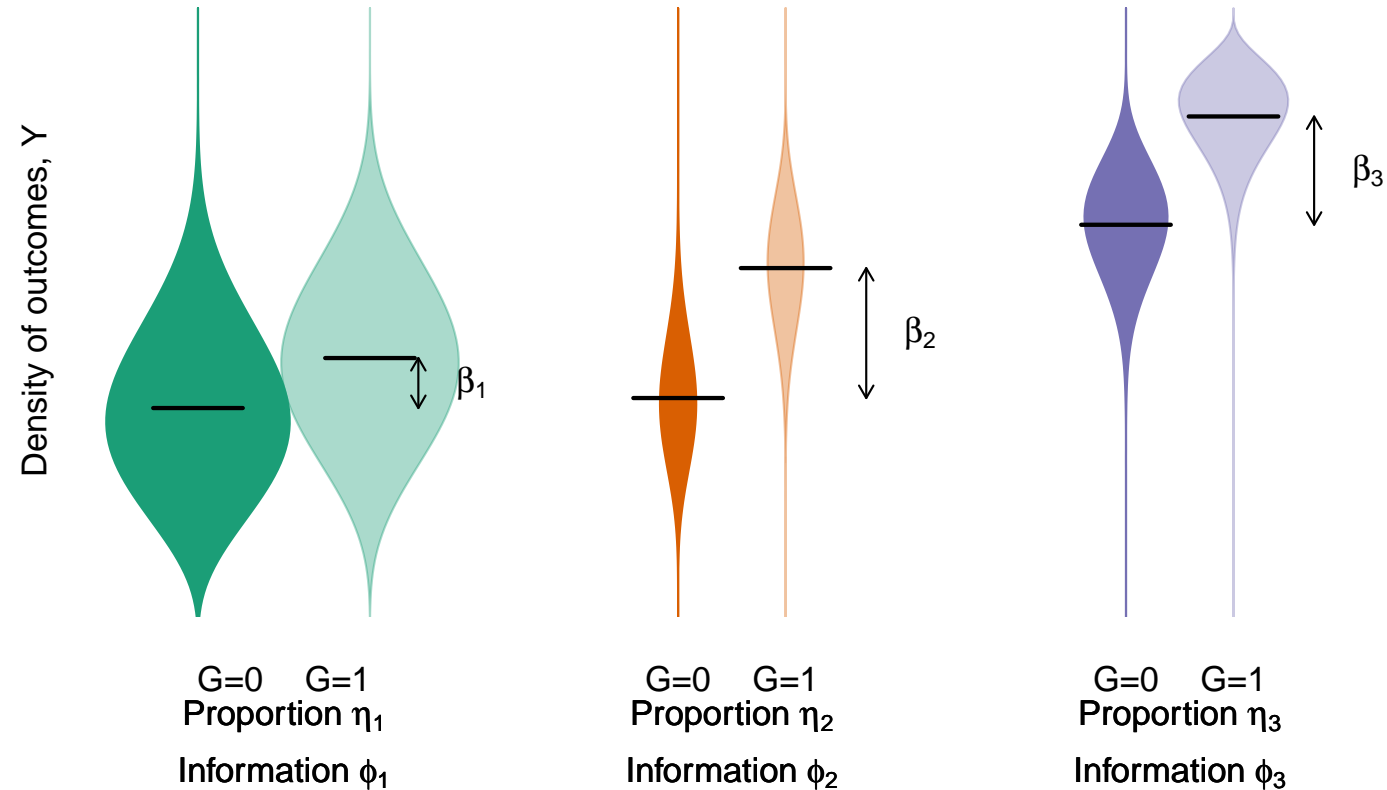 Density of outcomes, Y
β₁
β₂
β₃
G=0 G=1
Proportion η₁
Information ϕ₁
G=0 G=1
Proportion η₂
Information ϕ₂
G=0 G=1
Proportion η₃
Information ϕ₃